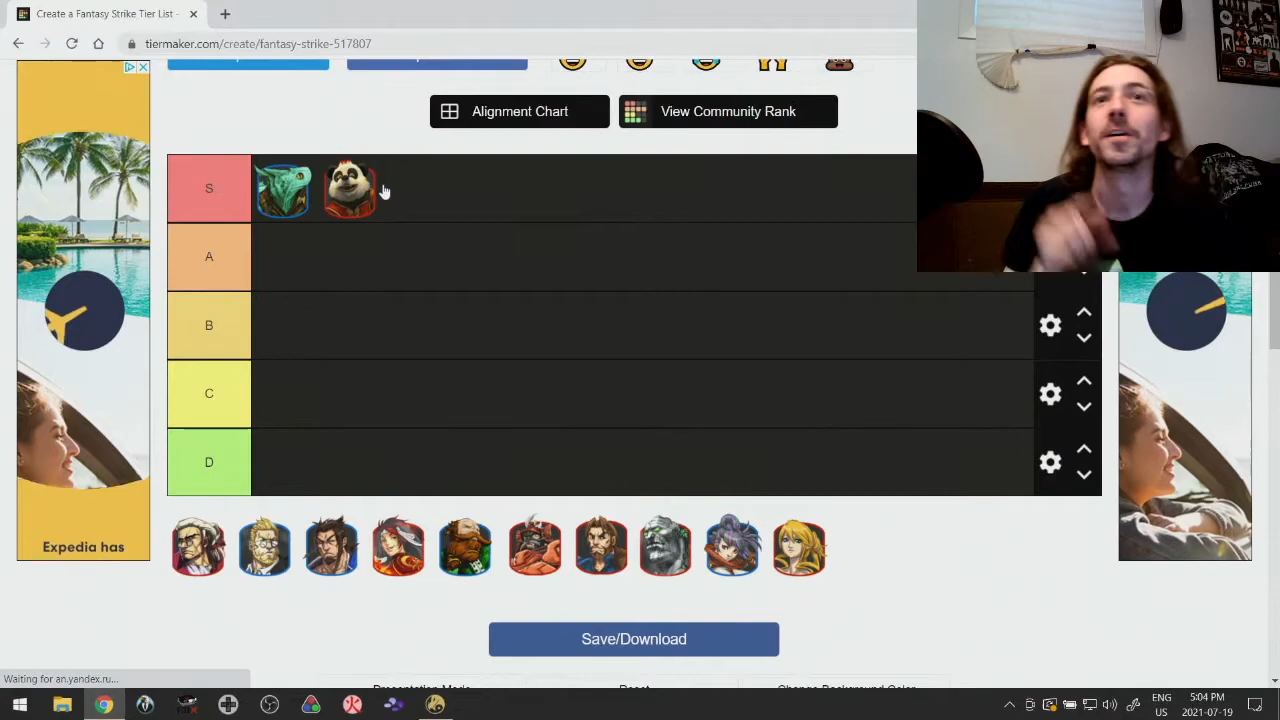 Create a Fantasy Strike Tier List -
tiermaker.com/create/fantasy-strike-517807
Alignment Chart
View Community Rank
S
A
B
C
D
Expedia has
Save/Download
Waiting for an.yandex.ru...
ENG
US
5:04 PM
2021-07-19